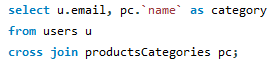 select u.email, pc.`name` as category
from users u
cross join productsCategories pc;